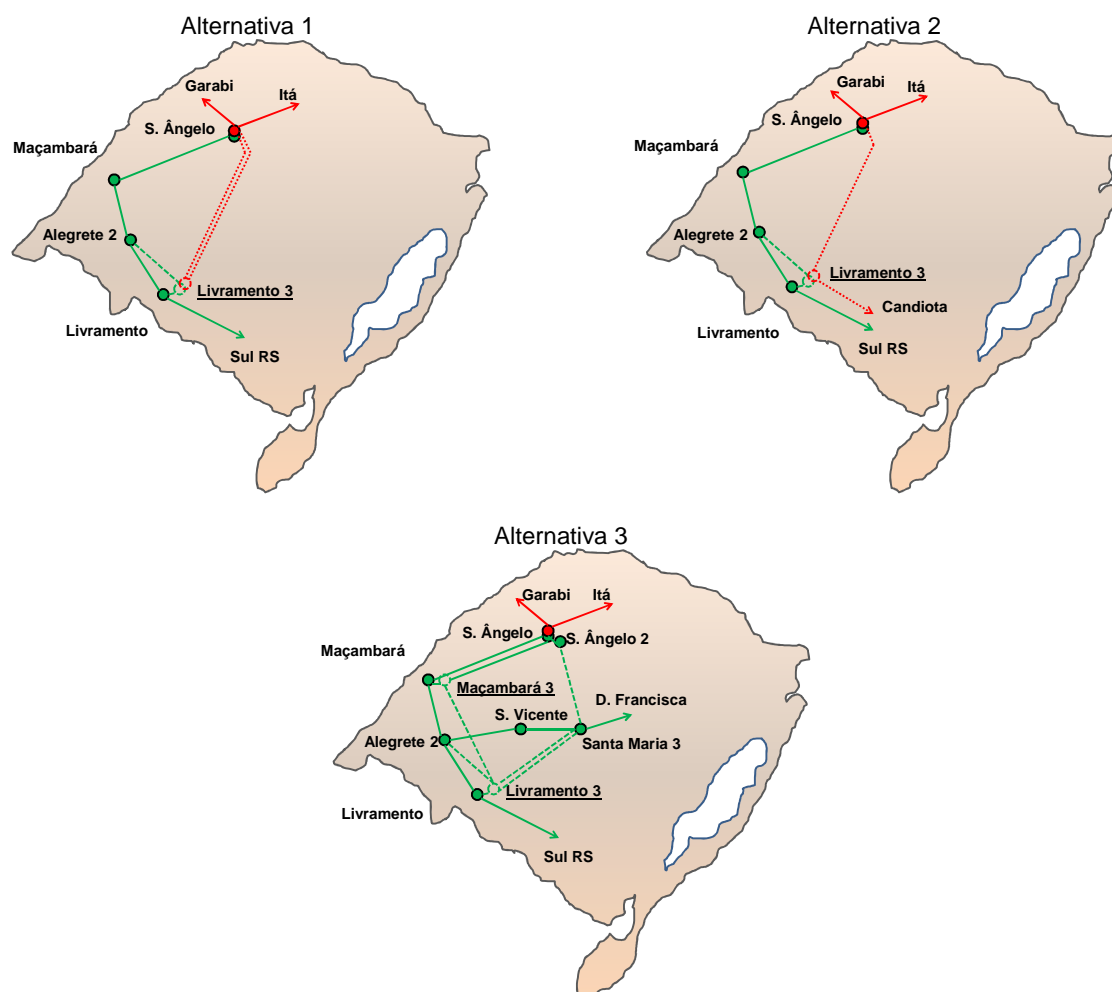 Alternativa 1
Garabi
Itá
S. Ângelo
Maçambará
Alegrete 2
Livramento 3
Livramento
Sul RS
Alternativa 2
Garabi
Itá
S. Ângelo
Maçambará
Alegrete 2
Livramento 3
Candiota
Livramento
Sul RS
Alternativa 3
Garabi
Itá
S. Ângelo
S. Ângelo 2
Maçambará
Maçambará 3
D. Francisca
S. Vicente
Alegrete 2
Santa Maria 3
Livramento 3
Livramento
Sul RS